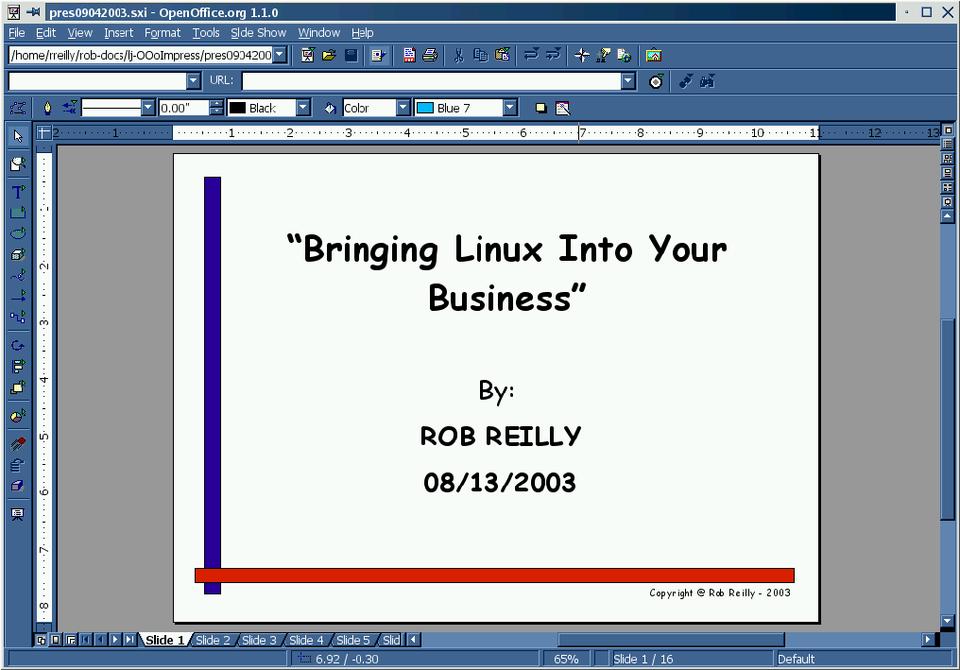 pres09042003.sxi - OpenOffice.org 1.1.0
File Edit View Insert Format Tools Slide Show Window Help
/home/rreilly/rob-docs/lj-OOoImpress/pres0904200
URL:
0.00" Black Color Blue 7
2 1 1 2 3 4 5 6 7 8 9 10 11 12 13
1
2
3
4
5
6
7
8
“Bringing Linux Into Your
Business”
By:
ROB REILLY
08/13/2003
Copyright @ Rob Reilly - 2003
Slide 1 Slide 2 Slide 3 Slide 4 Slide 5 Slid
6.92 / -0.30 65% Slide 1 / 16 Default